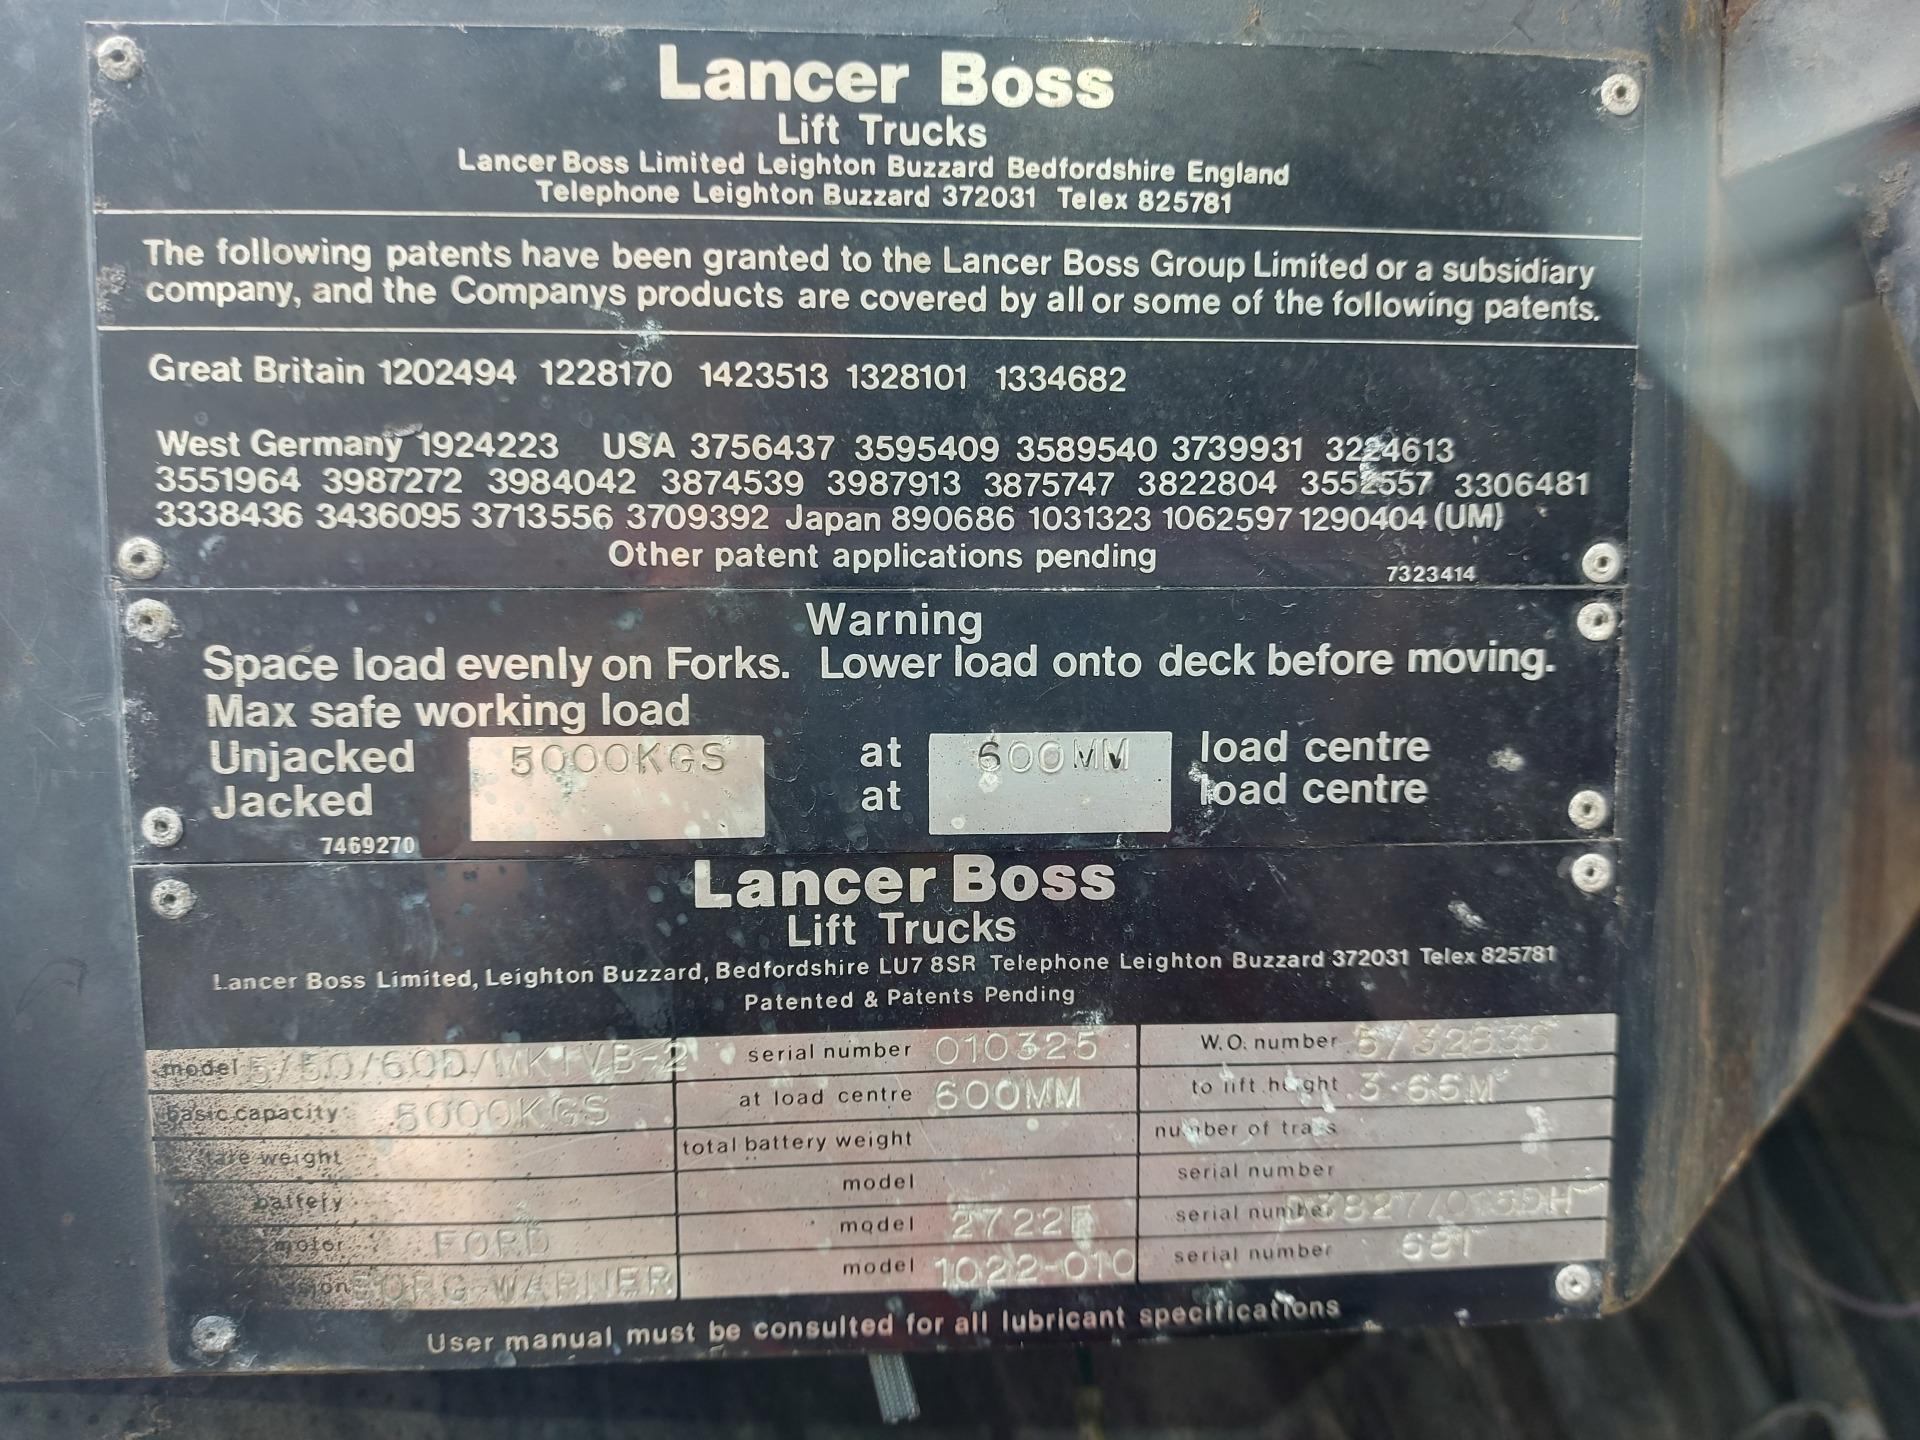 Lancer Boss
Lift Trucks
Lancer Boss Limited Leighton Buzzard Bedfordshire England
Telephone Leighton Buzzard 372031 Telex 825781
The following patents have been granted to the Lancer Boss Group Limited or a subsidiary
company, and the Companys products are covered by all or some of the following patents.
Great Britain 1202494 1228170 1423513 1328101 1334682
West Germany 1924223 USA 3756437 3595409 3589540 3739931 3224613
3551964 3987272 3984042 3874539 3987913 3875747 3822804 3552557 3306481
3338436 3436095 3713556 3709392 Japan 890686 1031323 1062597 1290404 (UM)
Other patent applications pending
7323414
Warning
Space load evenly on Forks. Lower load onto deck before moving.
Max safe working load
Unjacked 5000KGS at 600MM load centre
Jacked at load centre
7469270
Lancer Boss
Lift Trucks
Lancer Boss Limited, Leighton Buzzard, Bedfordshire LU7 8SR Telephone Leighton Buzzard 372031 Telex 825781
Patented & Patents Pending
model 5/50/60D/MK1VB-2 serial number 010325 W.O. number
basic capacity 5000KGS at load centre 600MM to lift height 3.66M
tare weight total battery weight number of
battery model serial number
motor FORD model serial number
BORG-WARNER model 1022-010 serial number
User manual must be consulted for all lubricant specifications